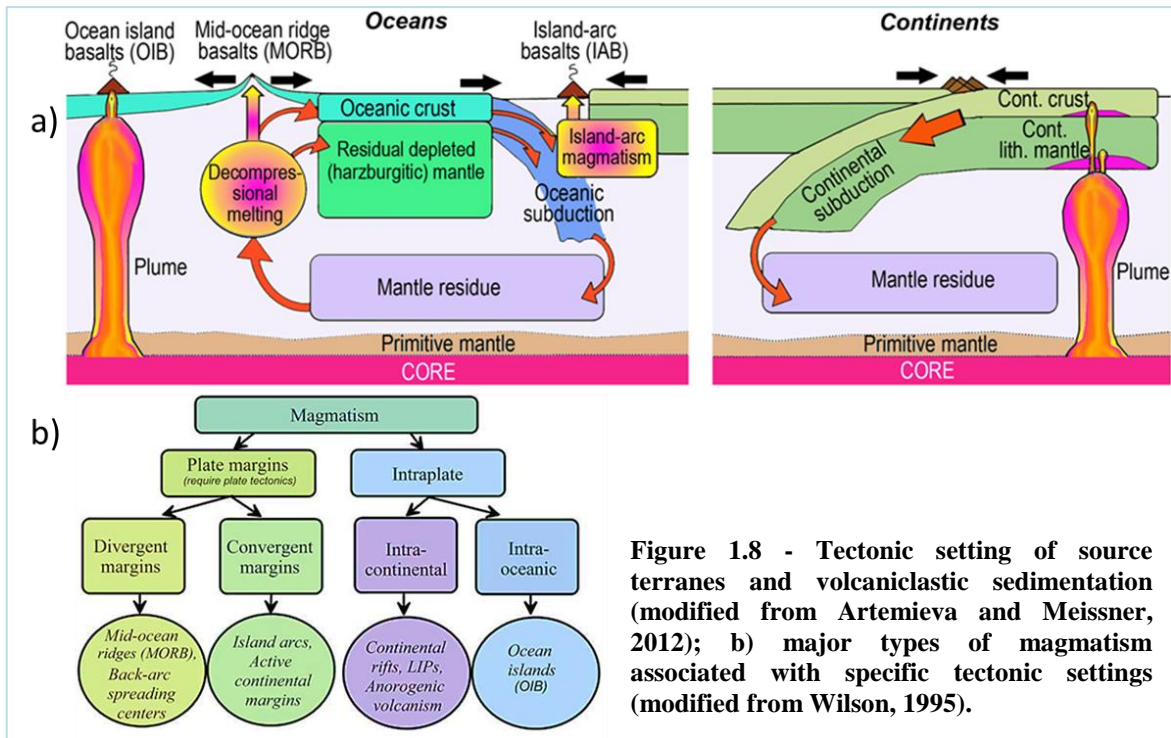 Oceans
Continents
Ocean island
basalts (OIB)
Mid-ocean ridge
basalts (MORB)
Island-arc
basalts (IAB)
a)
Oceanic crust
Residual depleted
(harzburgitic) mantle
Decompres-
sional
melting
Island-arc
magmatism
Oceanic
subduction
Plume
Mantle residue
Primitive mantle
CORE
Cont. crust
Cont.
lith. mantle
Continental
subduction
Mantle residue
Plume
Primitive mantle
CORE
b)
Magmatism
Plate margins
(require plate tectonics)
Intraplate
Divergent
margins
Convergent
margins
Intra-
continental
Intra-
oceanic
Mid-ocean
ridges (MORB),
Back-arc
spreading
centers
Island arcs,
Active
continental
margins
Continental
rifts, LIPs,
Anorogenic
volcanism
Ocean
islands
(OIB)
Figure 1.8 - Tectonic setting of source
terranes and volcaniclastic sedimentation
(modified from Artemieva and Meissner,
2012); b) major types of magmatism
associated with specific tectonic settings
(modified from Wilson, 1995).